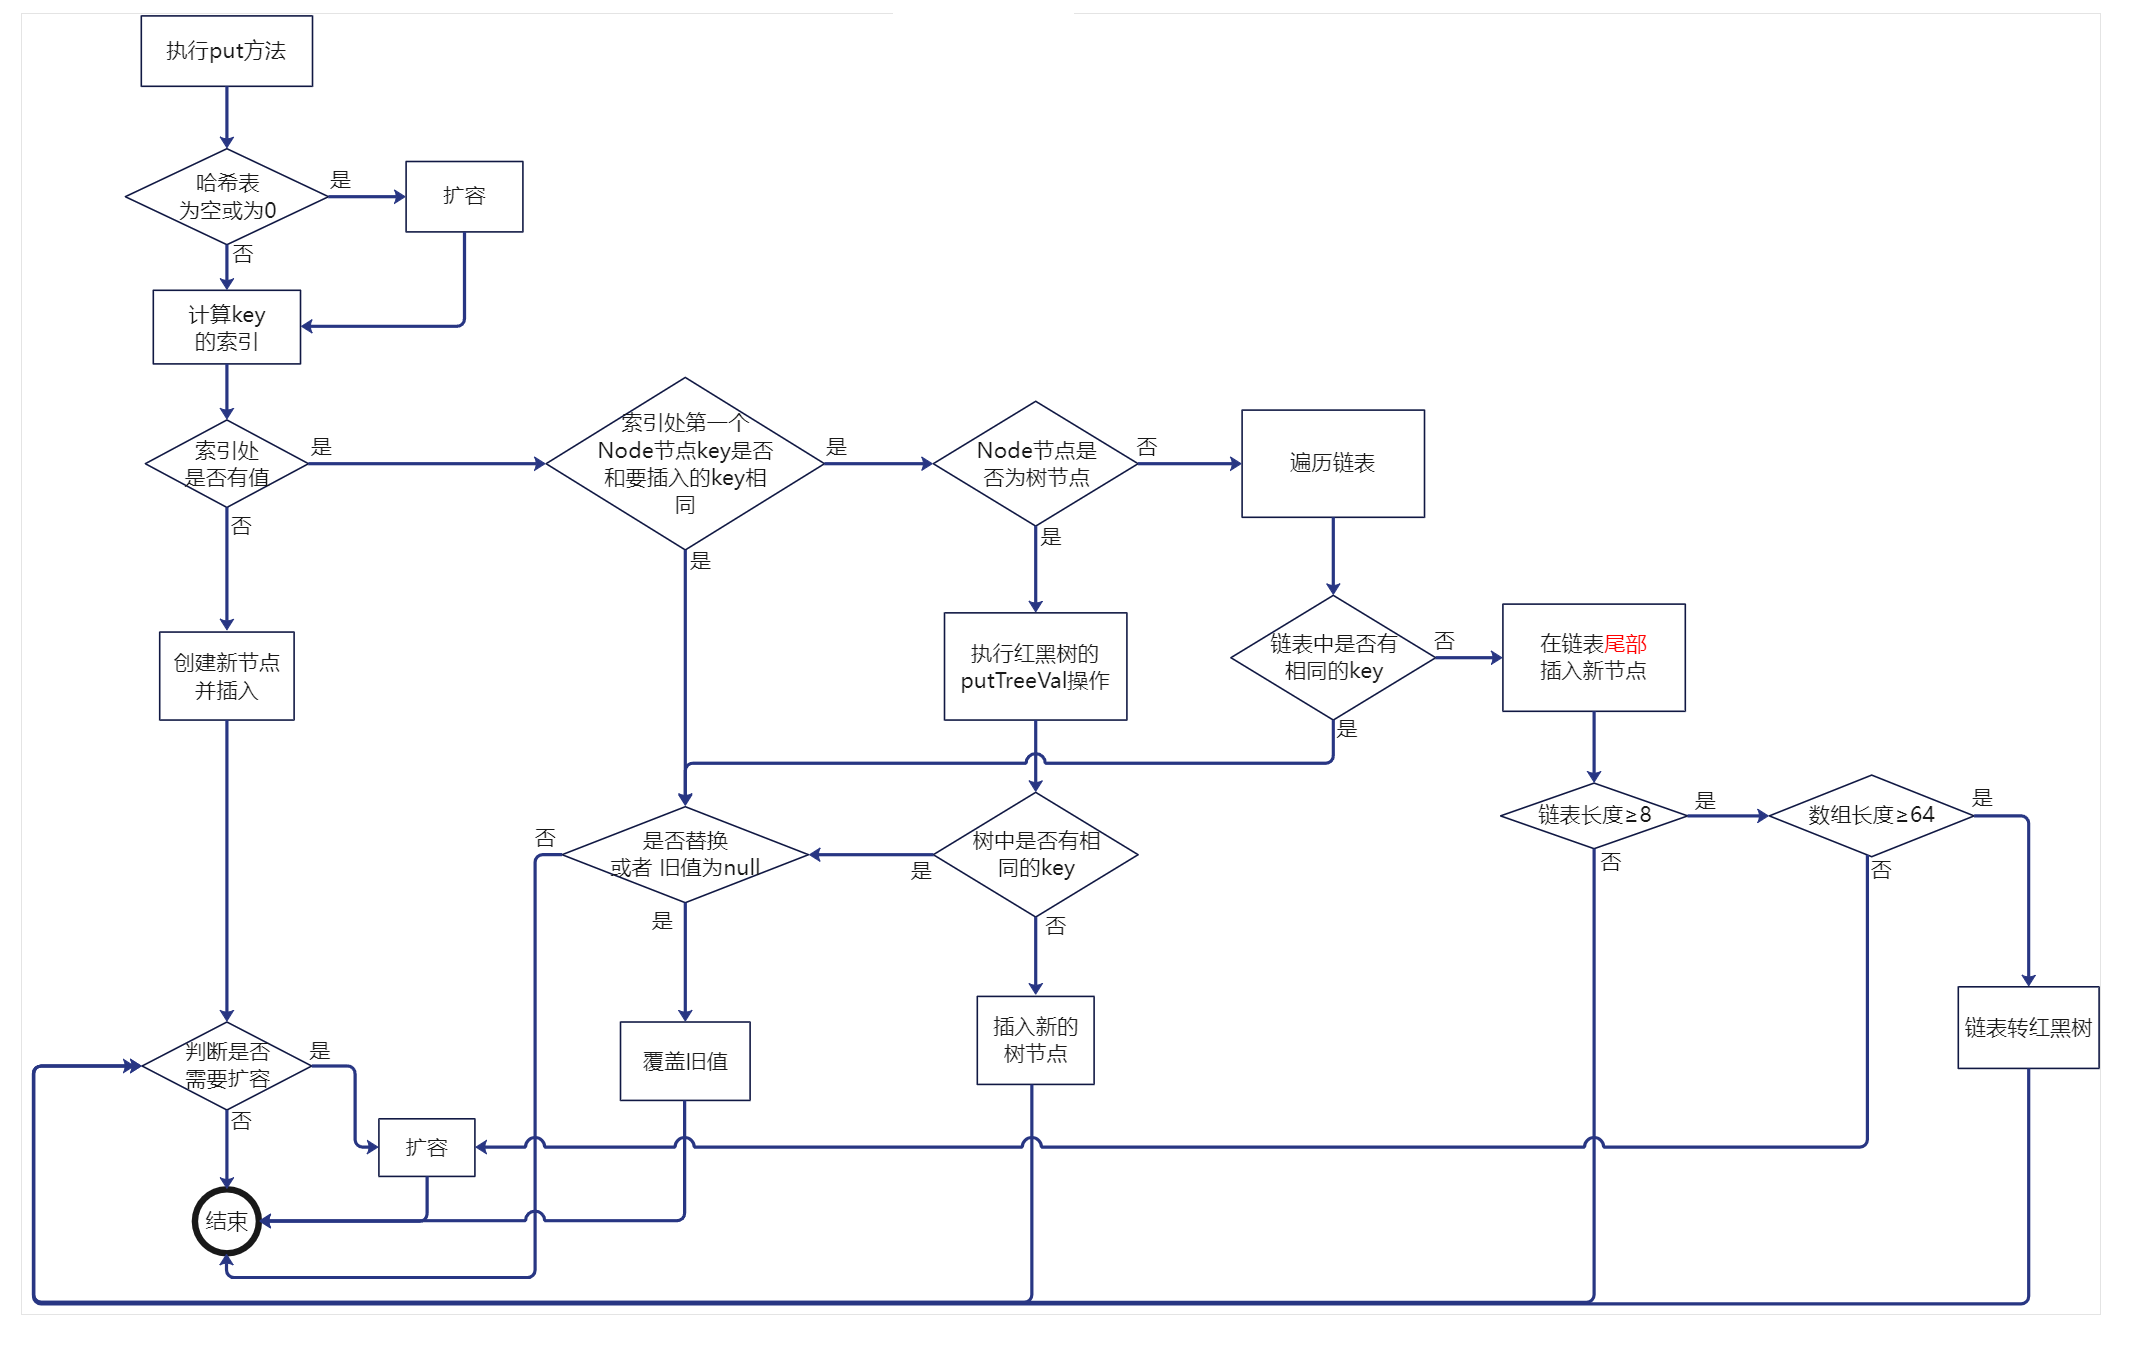 执行put方法
哈希表
为空或为0
是
扩容
否
计算key
的索引
索引处
是否有值
是
索引处第一个
Node节点key是否
和要插入的key相
同
是
Node节点是
否为树节点
否
遍历链表
否
是
是
创建新节点
并插入
执行红黑树的
putTreeVal操作
链表中是否有
相同的key
否
在链表尾部
插入新节点
是
链表长度≥8
是
数组长度≥64
是
否
是否替换
或者 旧值为null
是
树中是否有相
同的key
否
否
是
否
插入新的
树节点
链表转红黑树
判断是否
需要扩容
是
覆盖旧值
否
扩容
结束